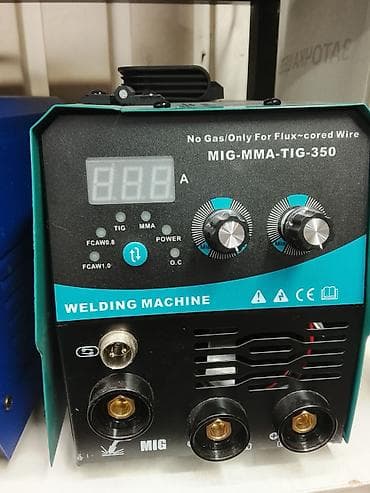 ЗАТОЧКА
No Gas/Only For Flux~cored Wire
MIG-MMA-TIG-350
888 A
TIG MMA
FCAW0.8 POWER
FCAW1.0 O.C
WELDING MACHINE
CE
MIG